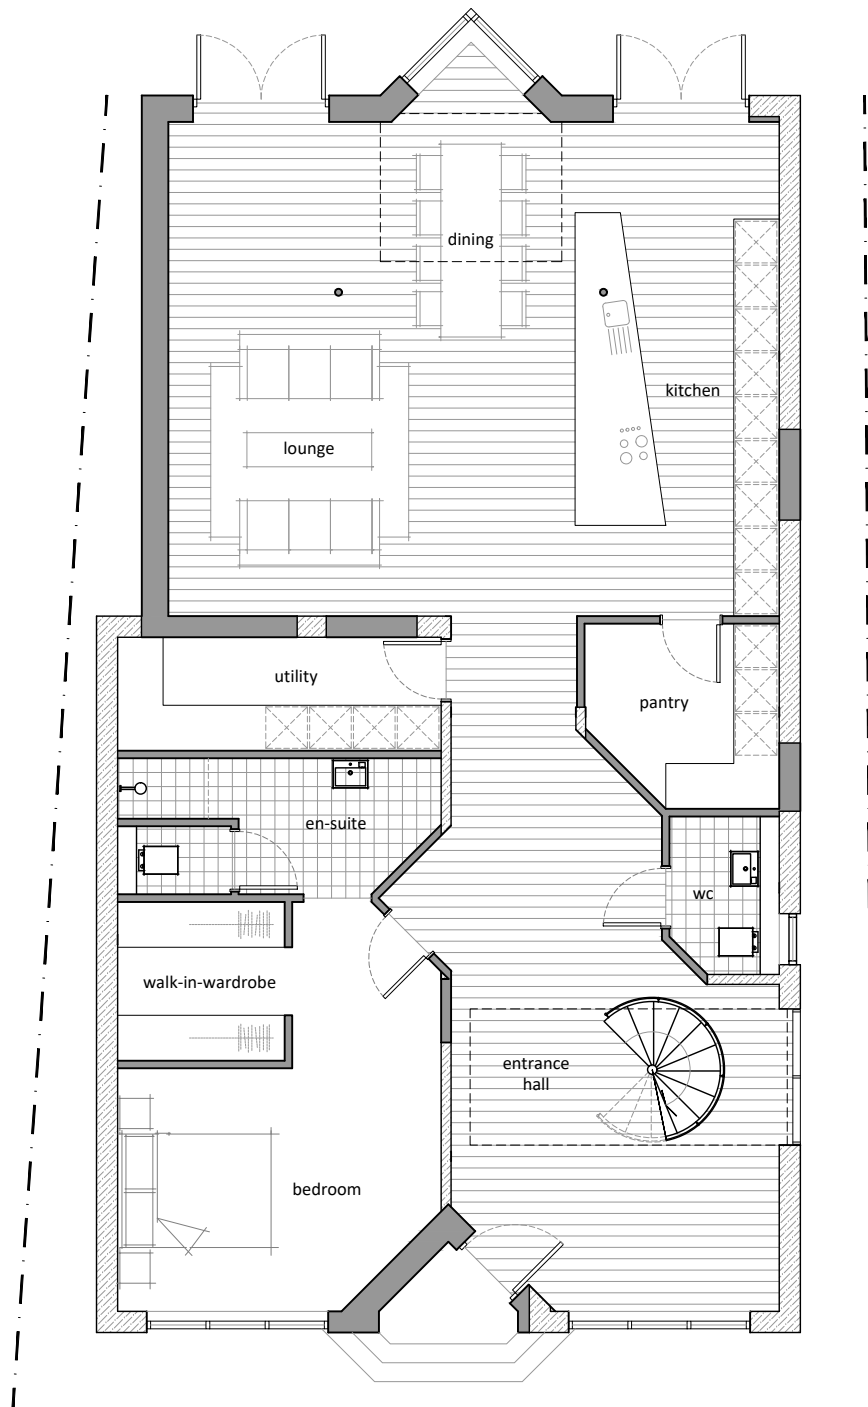 dining
kitchen
lounge
utility
pantry
en-suite
wc
walk-in-wardrobe
entrance
hall
bedroom